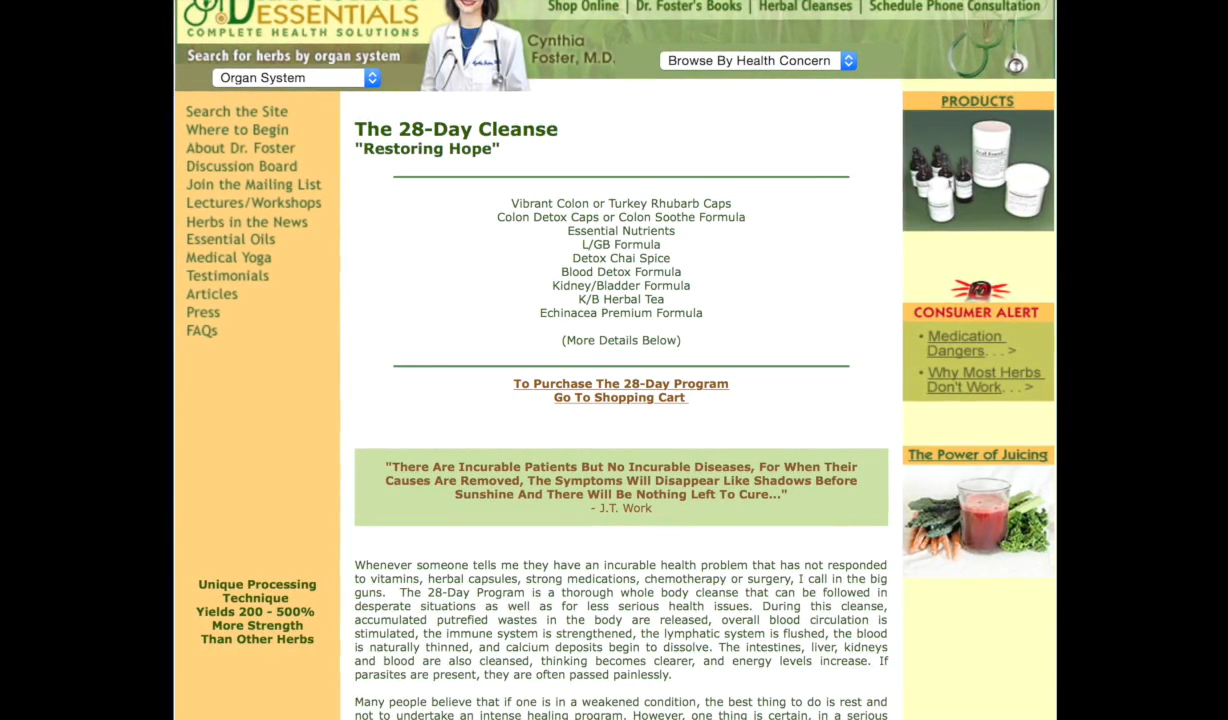 ESSENTIALS
COMPLETE HEALTH SOLUTIONS
Shop Online | Dr. Foster's Books | Herbal Cleanses | Schedule Phone Consultation
Search for herbs by organ system
Organ System
Cynthia
Foster, M.D.
Browse By Health Concern
Search the Site
Where to Begin
About Dr. Foster
Discussion Board
Join the Mailing List
Lectures/Workshops
Herbs in the News
Essential Oils
Medical Yoga
Testimonials
Articles
Press
FAQs
Unique Processing
Technique
Yields 200 - 500%
More Strength
Than Other Herbs
The 28-Day Cleanse
"Restoring Hope"
Vibrant Colon or Turkey Rhubarb Caps
Colon Detox Caps or Colon Soothe Formula
Essential Nutrients
L/GB Formula
Detox Chai Spice
Blood Detox Formula
Kidney/Bladder Formula
K/B Herbal Tea
Echinacea Premium Formula
(More Details Below)
To Purchase The 28-Day Program
Go To Shopping Cart
"There Are Incurable Patients But No Incurable Diseases, For When Their
Causes Are Removed, The Symptoms Will Disappear Like Shadows Before
Sunshine And There Will Be Nothing Left To Cure..."
- J.T. Work
Whenever someone tells me they have an incurable health problem that has not responded
to vitamins, herbal capsules, strong medications, chemotherapy or surgery, I call in the big
guns. The 28-Day Program is a thorough whole body cleanse that can be followed in
desperate situations as well as for less serious health issues. During this cleanse,
accumulated putrefied wastes in the body are released, overall blood circulation is
stimulated, the immune system is strengthened, the lymphatic system is flushed, the blood
is naturally thinned, and calcium deposits begin to dissolve. The intestines, liver, kidneys
and blood are also cleansed, thinking becomes clearer, and energy levels increase. If
parasites are present, they are often passed painlessly.
Many people believe that if one is in a weakened condition, the best thing to do is rest and
not to undertake an intense healing program. However, one thing is certain, in a serious
PRODUCTS
CONSUMER ALERT
• Medication
Dangers. . . >
• Why Most Herbs
Don't Work. . . >
The Power of Juicing